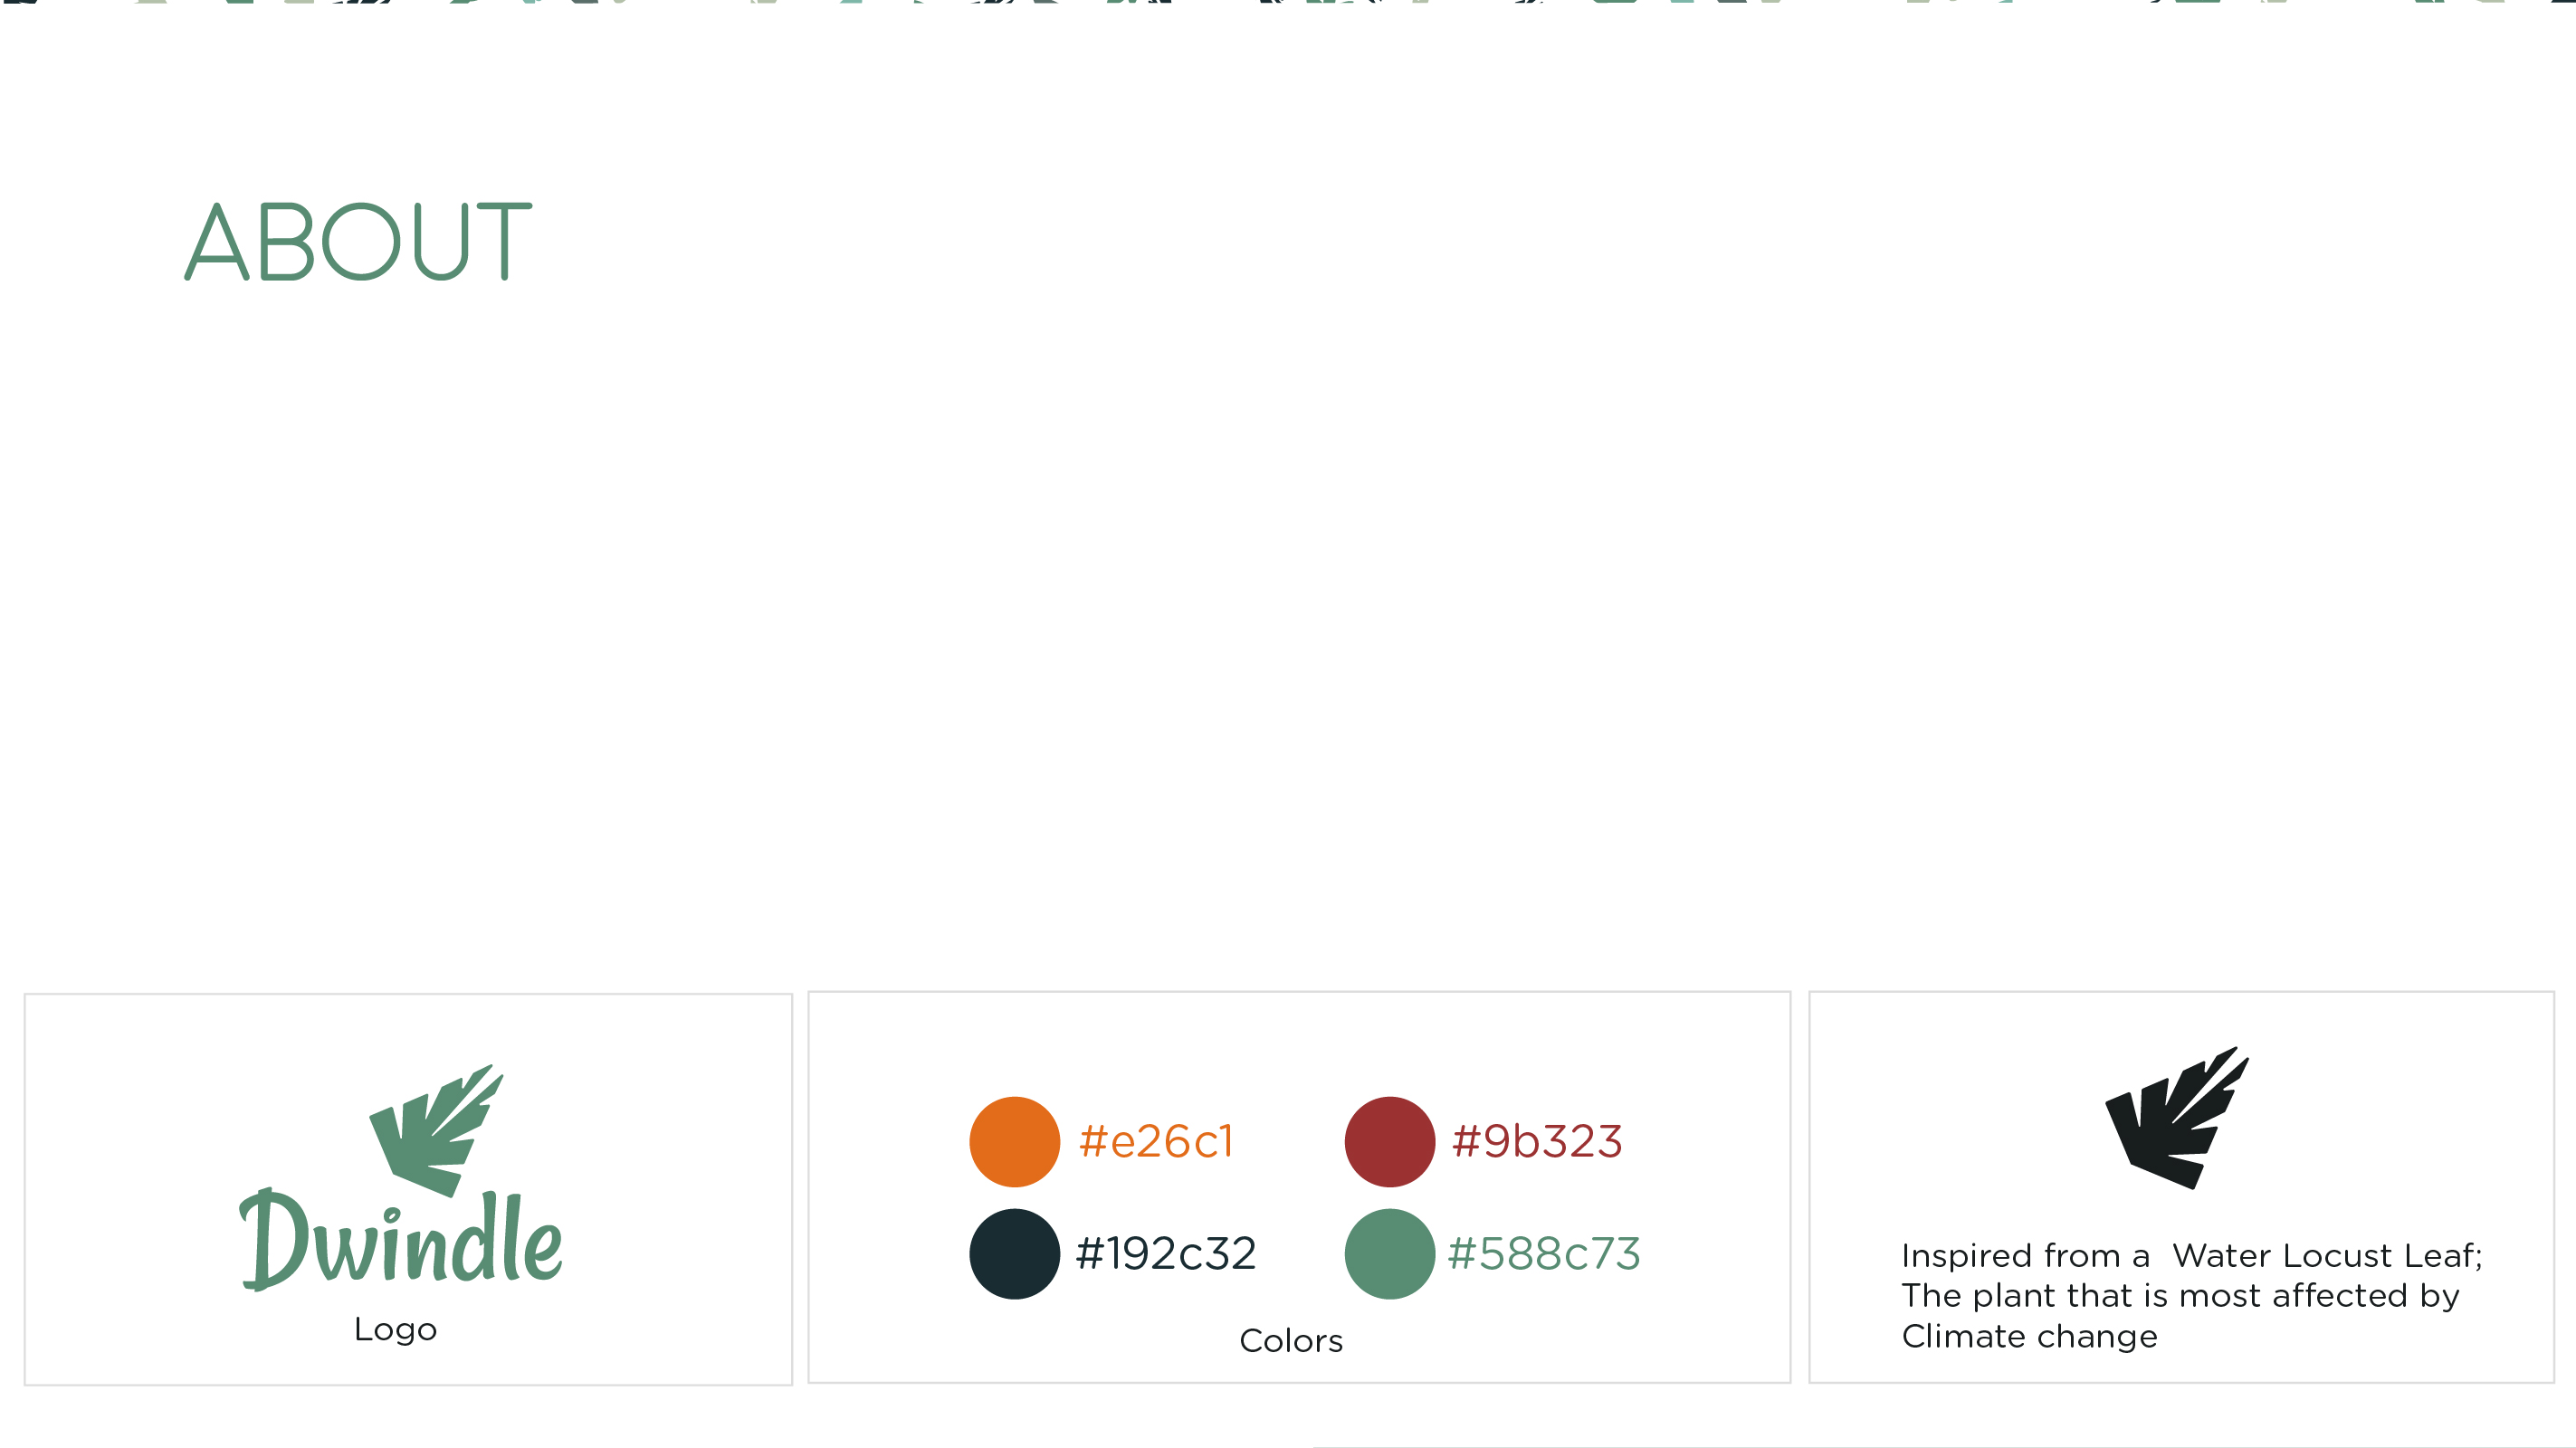 ABOUT
Dwindle
Logo
#e26c1
#9b323
#192c32
#588c73
Colors
Inspired from a  Water Locust Leaf;
The plant that is most affected by
Climate change